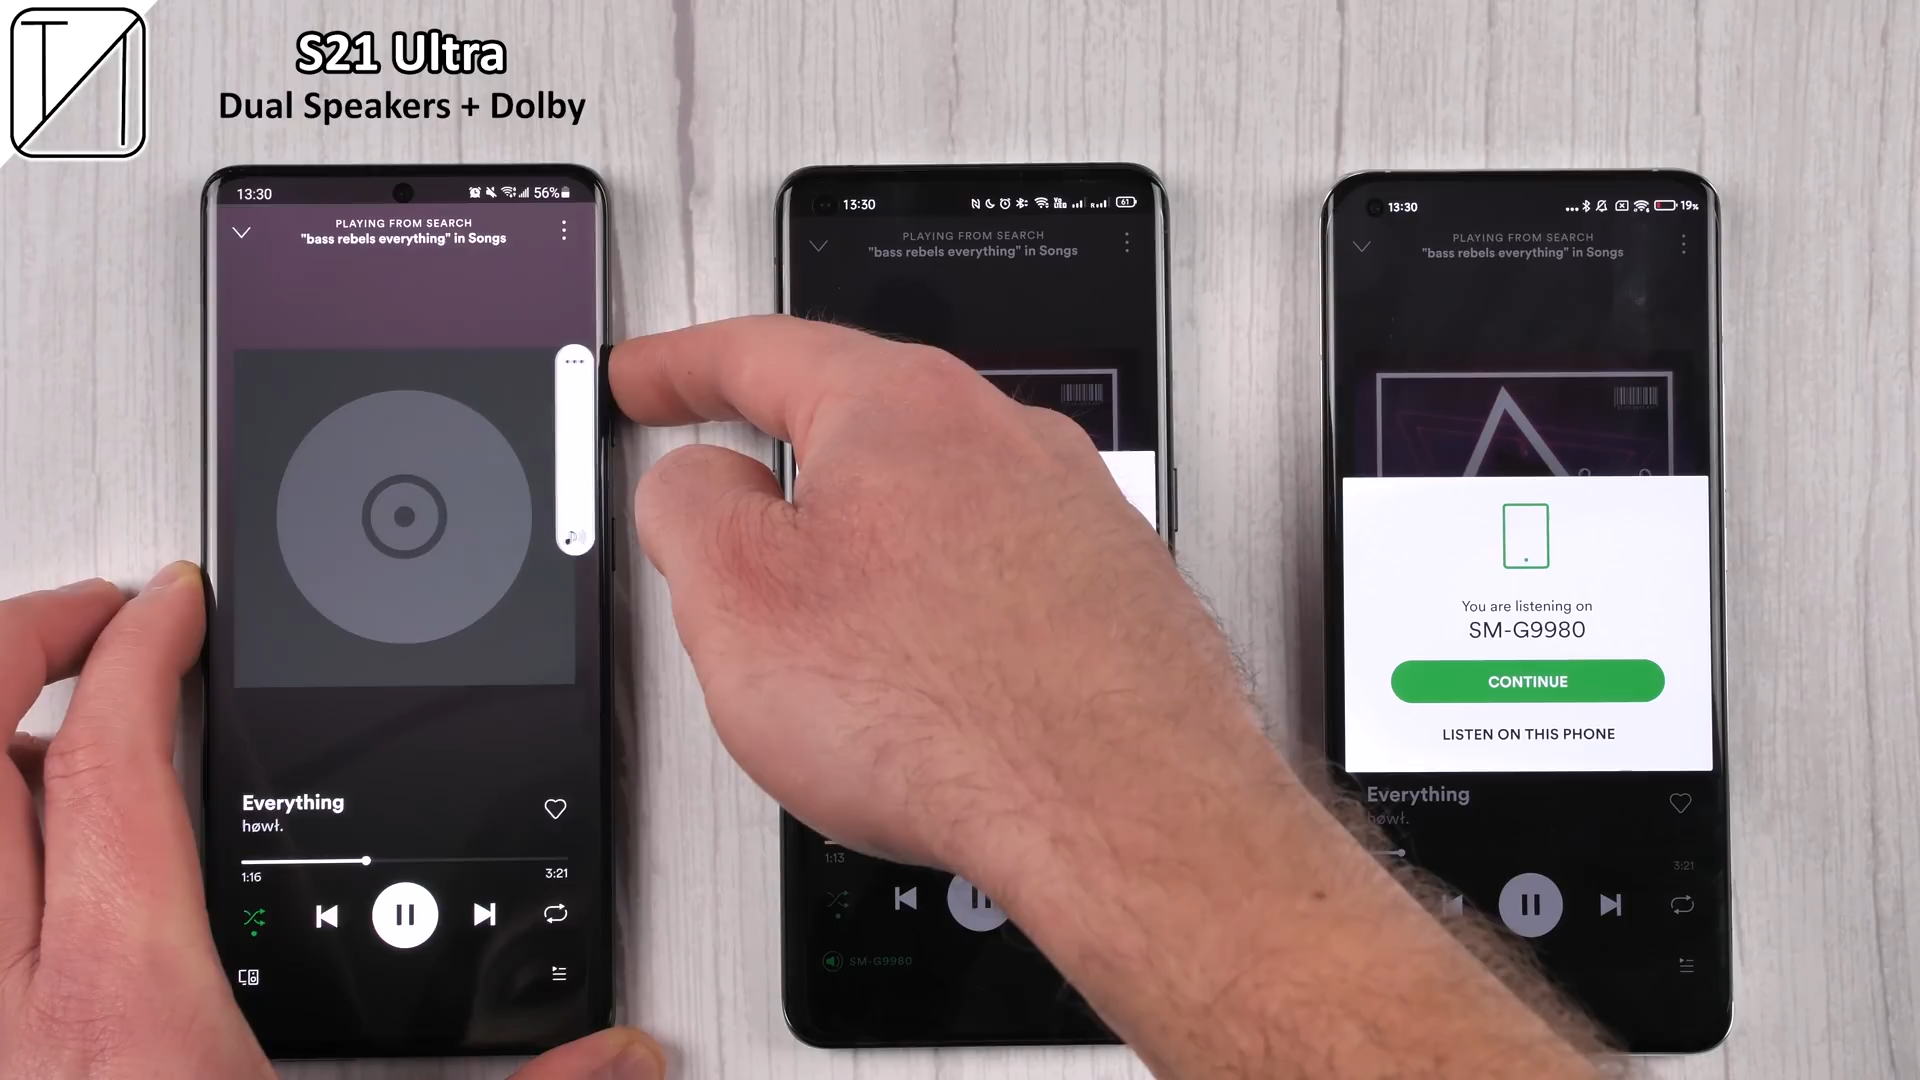 S21 Ultra
Dual Speakers + Dolby
13:30
56%
PLAYING FROM SEARCH
"bass rebels everything" in Songs
Everything
høwł.
1:16
3:21
13:30
61
PLAYING FROM SEARCH
"bass rebels everything" in Songs
1:13
SM-G9980
13:30
19%
PLAYING FROM SEARCH
"bass rebels everything" in Songs
You are listening on
SM-G9980
CONTINUE
LISTEN ON THIS PHONE
Everything
høwł.
3:21